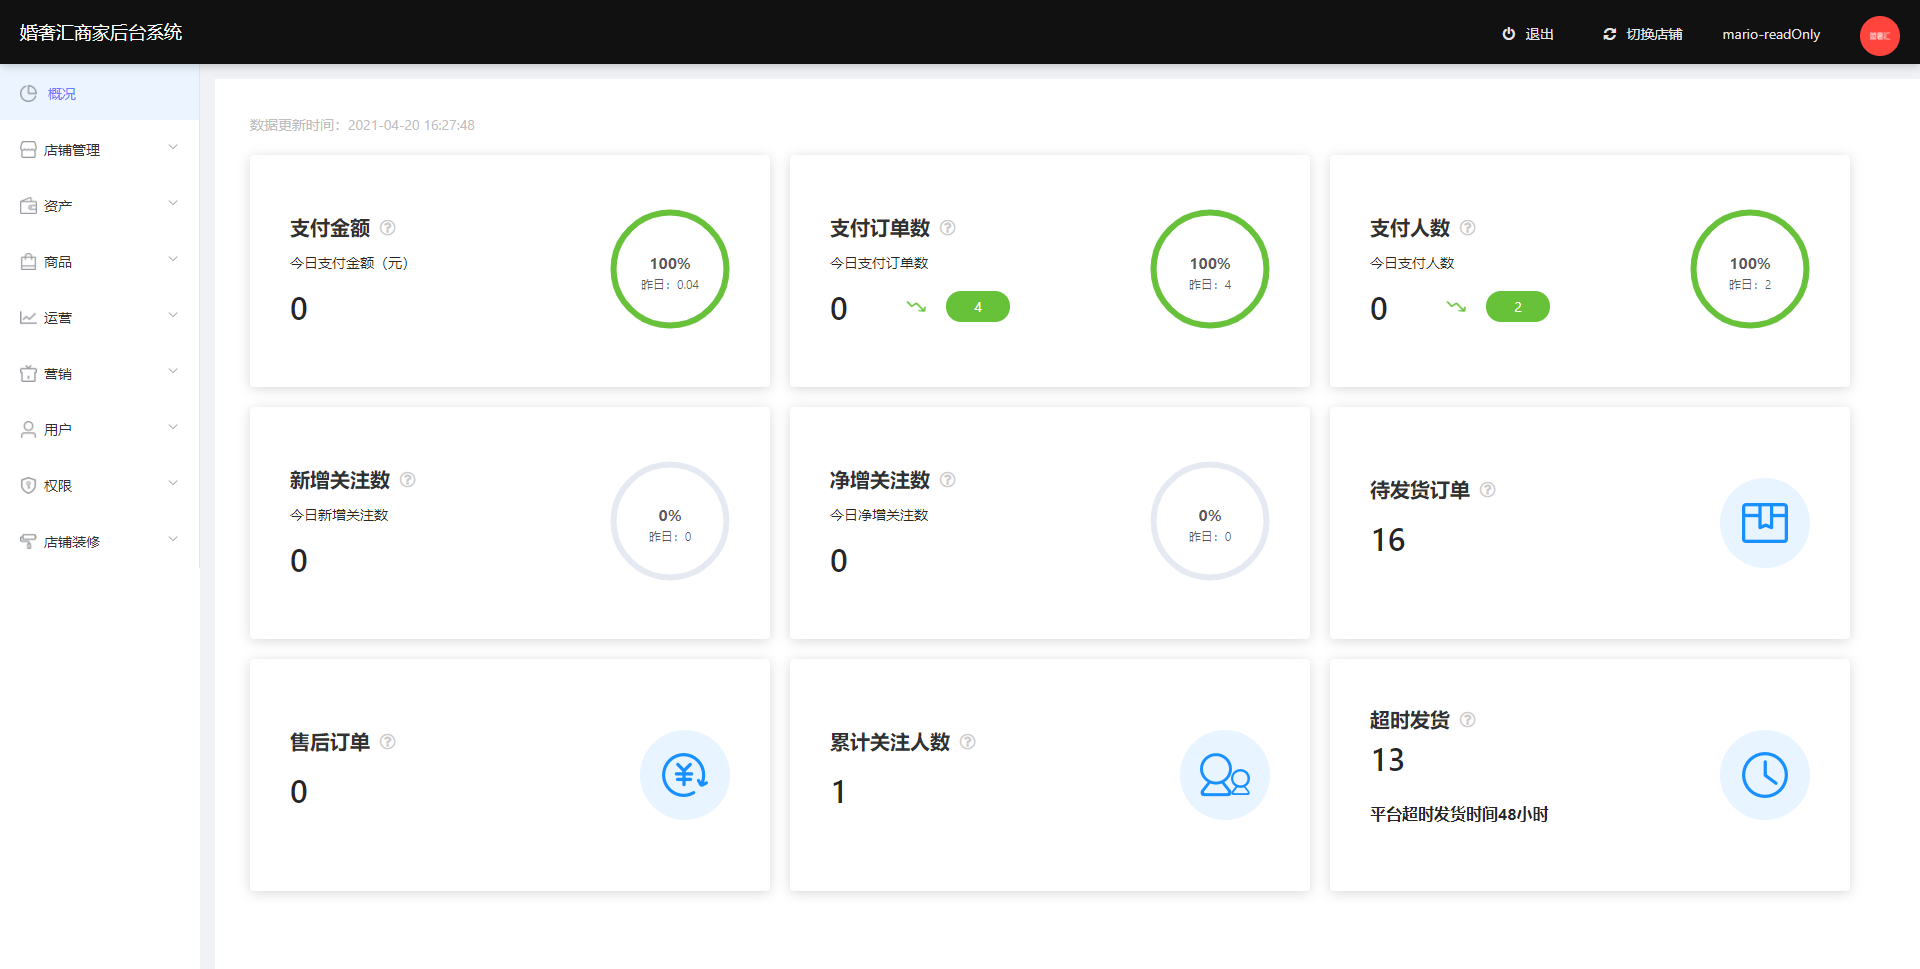 婚奢汇商家后台系统
退出
切换店铺
mario-readOnly
概况
店铺管理
资产
商品
运营
营销
用户
权限
店铺装修
数据更新时间：2021-04-20 16:27:48
支付金额
今日支付金额（元）
0
100%
昨日：0.04
支付订单数
今日支付订单数
0
4
100%
昨日：4
支付人数
今日支付人数
0
2
100%
昨日：2
新增关注数
今日新增关注数
0
0%
昨日：0
净增关注数
今日净增关注数
0
0%
昨日：0
待发货订单
16
售后订单
0
累计关注人数
1
超时发货
13
平台超时发货时间48小时